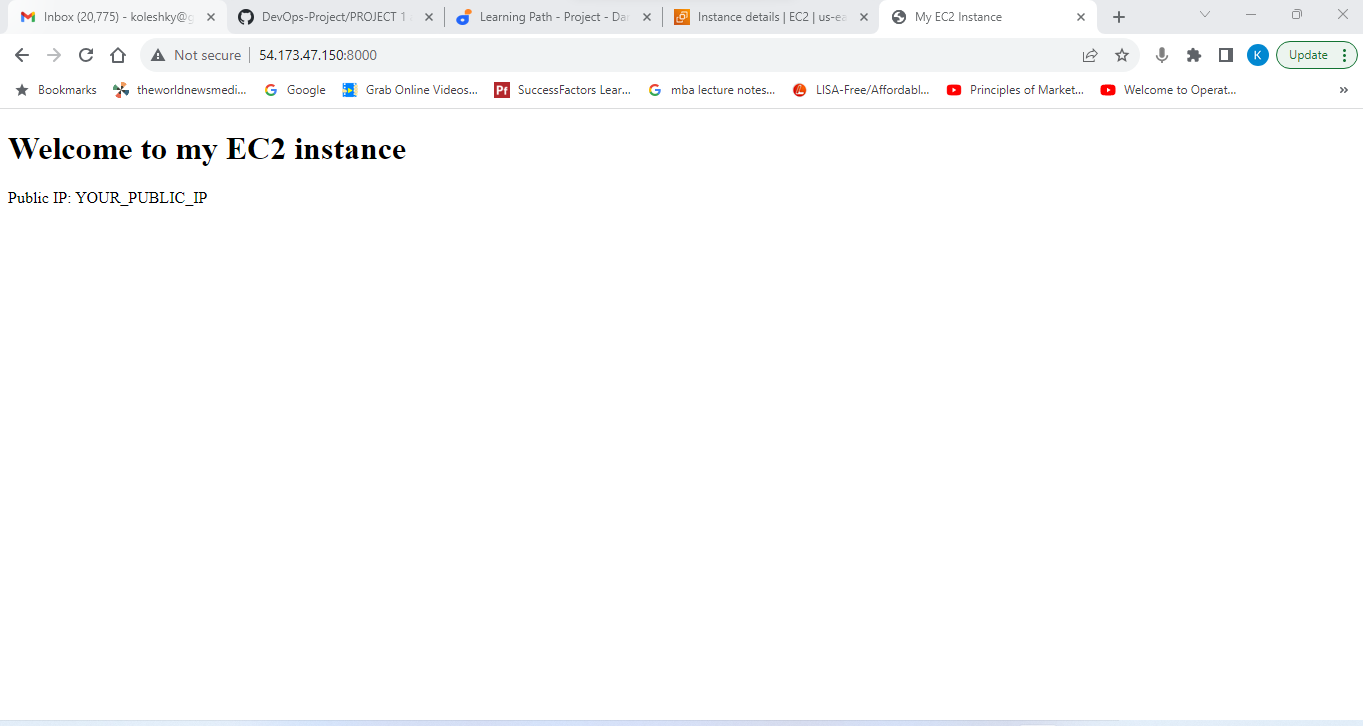 Inbox (20,775) - koleshky@g
DevOps-Project/PROJECT 1
Learning Path - Project - Dar
Instance details | EC2 | us-ea
My EC2 Instance
Not secure
54.173.47.150:8000
K
Update
Bookmarks
theworldnewsmedi...
Google
Grab Online Videos...
Pf
SuccessFactors Lear...
mba lecture notes...
LISA-Free/Affordabl...
Principles of Market...
Welcome to Operat...
»
Welcome to my EC2 instance
Public IP: YOUR_PUBLIC_IP